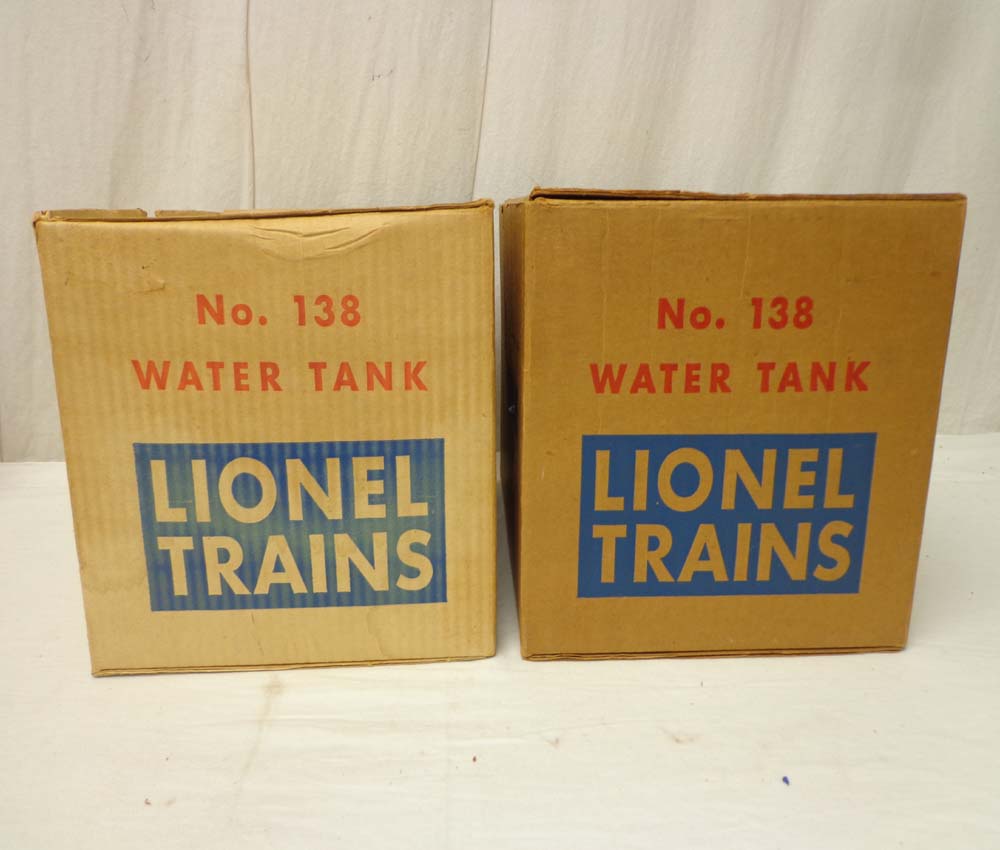 No. 138
WATER TANK
LIONEL
TRAINS
No. 138
WATER TANK
LIONEL
TRAINS